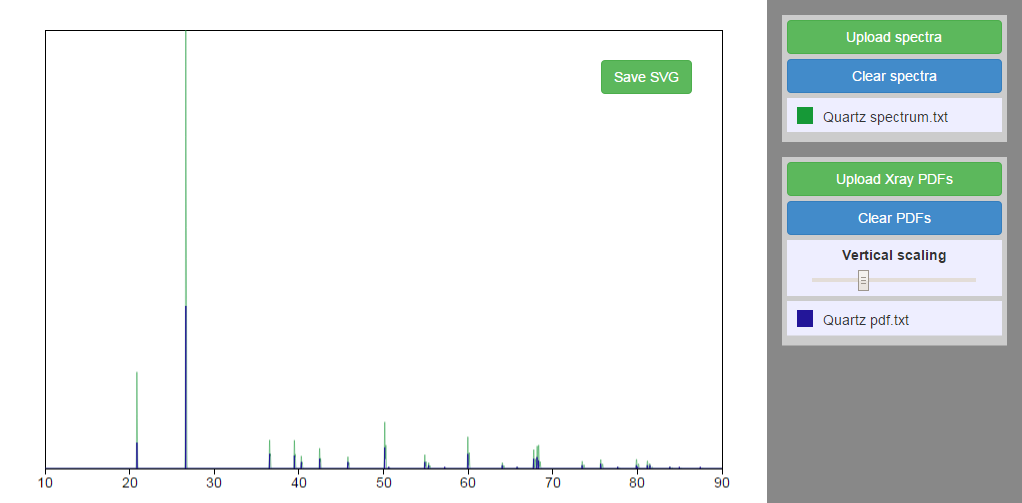 Save SVG
10 20 30 40 50 60 70 80 90
Upload spectra
Clear spectra
Quartz spectrum.txt
Upload Xray PDFs
Clear PDFs
Vertical scaling
Quartz pdf.txt